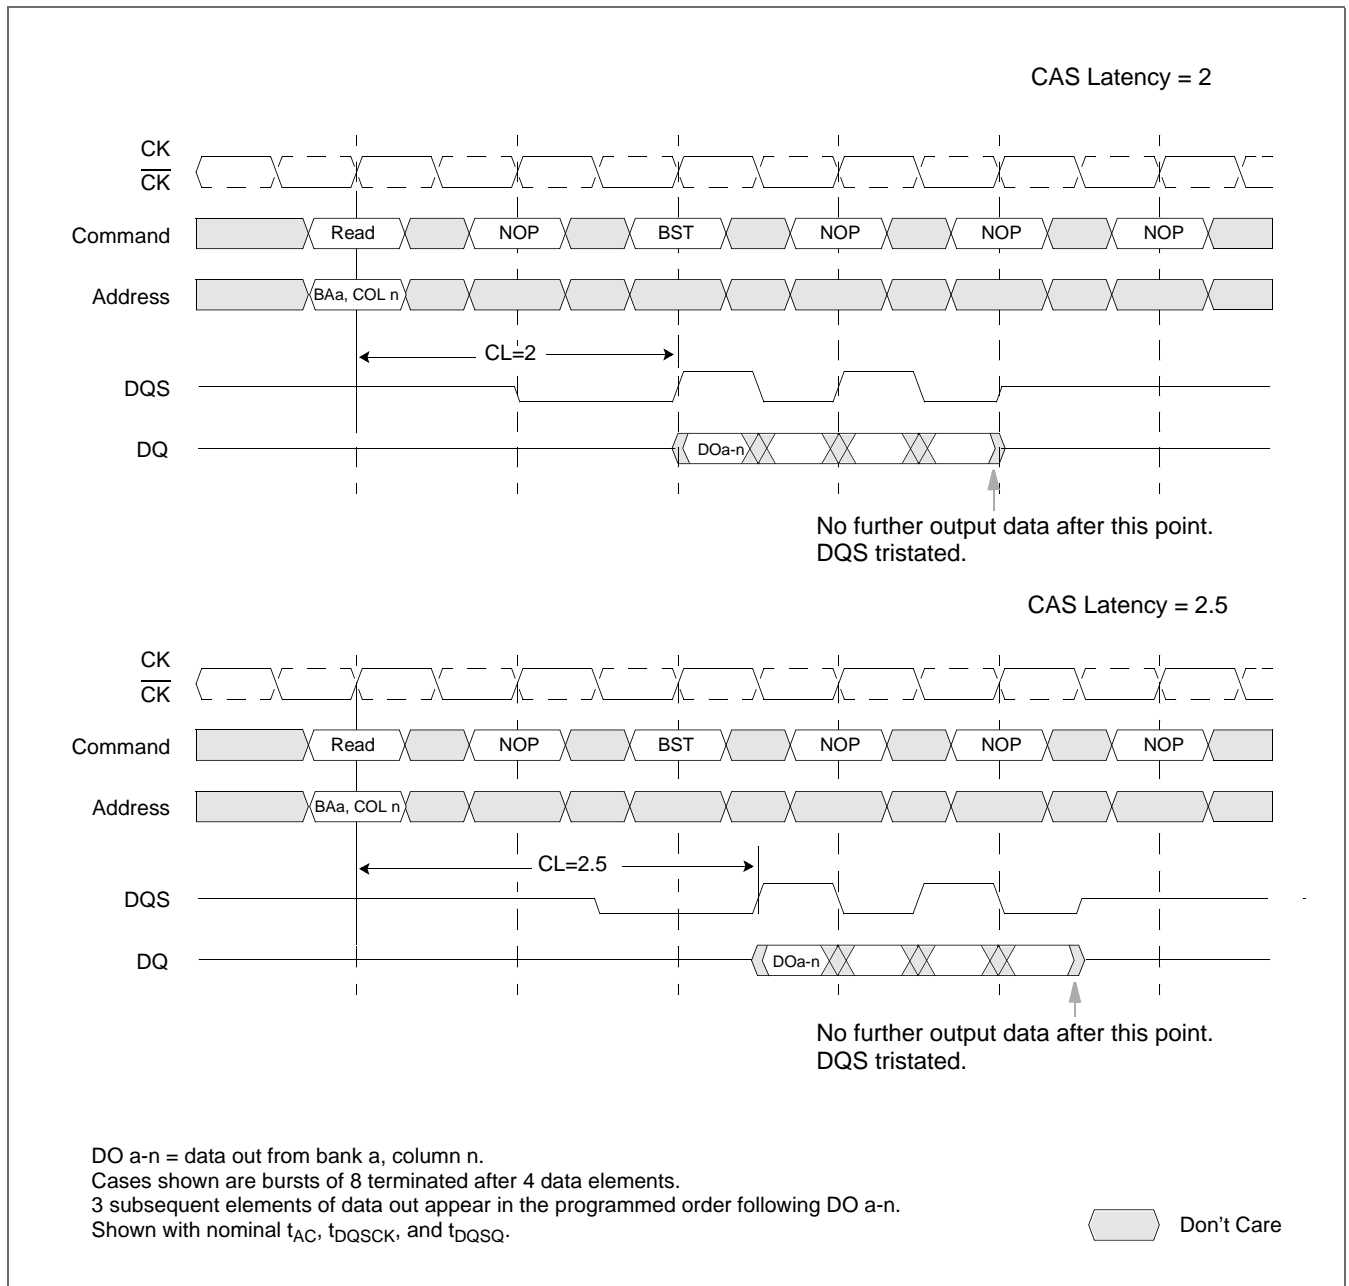 CAS Latency = 2
CK
CK
Command Read NOP BST NOP NOP NOP
Address BAa, COL n
CL=2
DQS
DQ DOa-n
No further output data after this point.
DQS tristated.
CAS Latency = 2.5
CK
CK
Command Read NOP BST NOP NOP NOP
Address BAa, COL n
CL=2.5
DQS
DQ DOa-n
No further output data after this point.
DQS tristated.
DO a-n = data out from bank a, column n.
Cases shown are bursts of 8 terminated after 4 data elements.
3 subsequent elements of data out appear in the programmed order following DO a-n.
Shown with nominal tAC, tDQSCK, and tDQSQ.
Don't Care